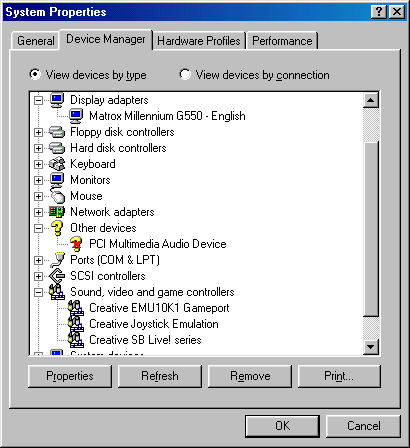 System Properties
General Device Manager Hardware Profiles Performance
View devices by type View devices by connection
Display adapters
Matrox Millennium G550 - English
Floppy disk controllers
Hard disk controllers
Keyboard
Monitors
Mouse
Network adapters
Other devices
PCI Multimedia Audio Device
Ports (COM & LPT)
SCSI controllers
Sound, video and game controllers
Creative EMU10K1 Gameport
Creative Joystick Emulation
Creative SB Live! series
System devices
Properties Refresh Remove Print...
OK Cancel